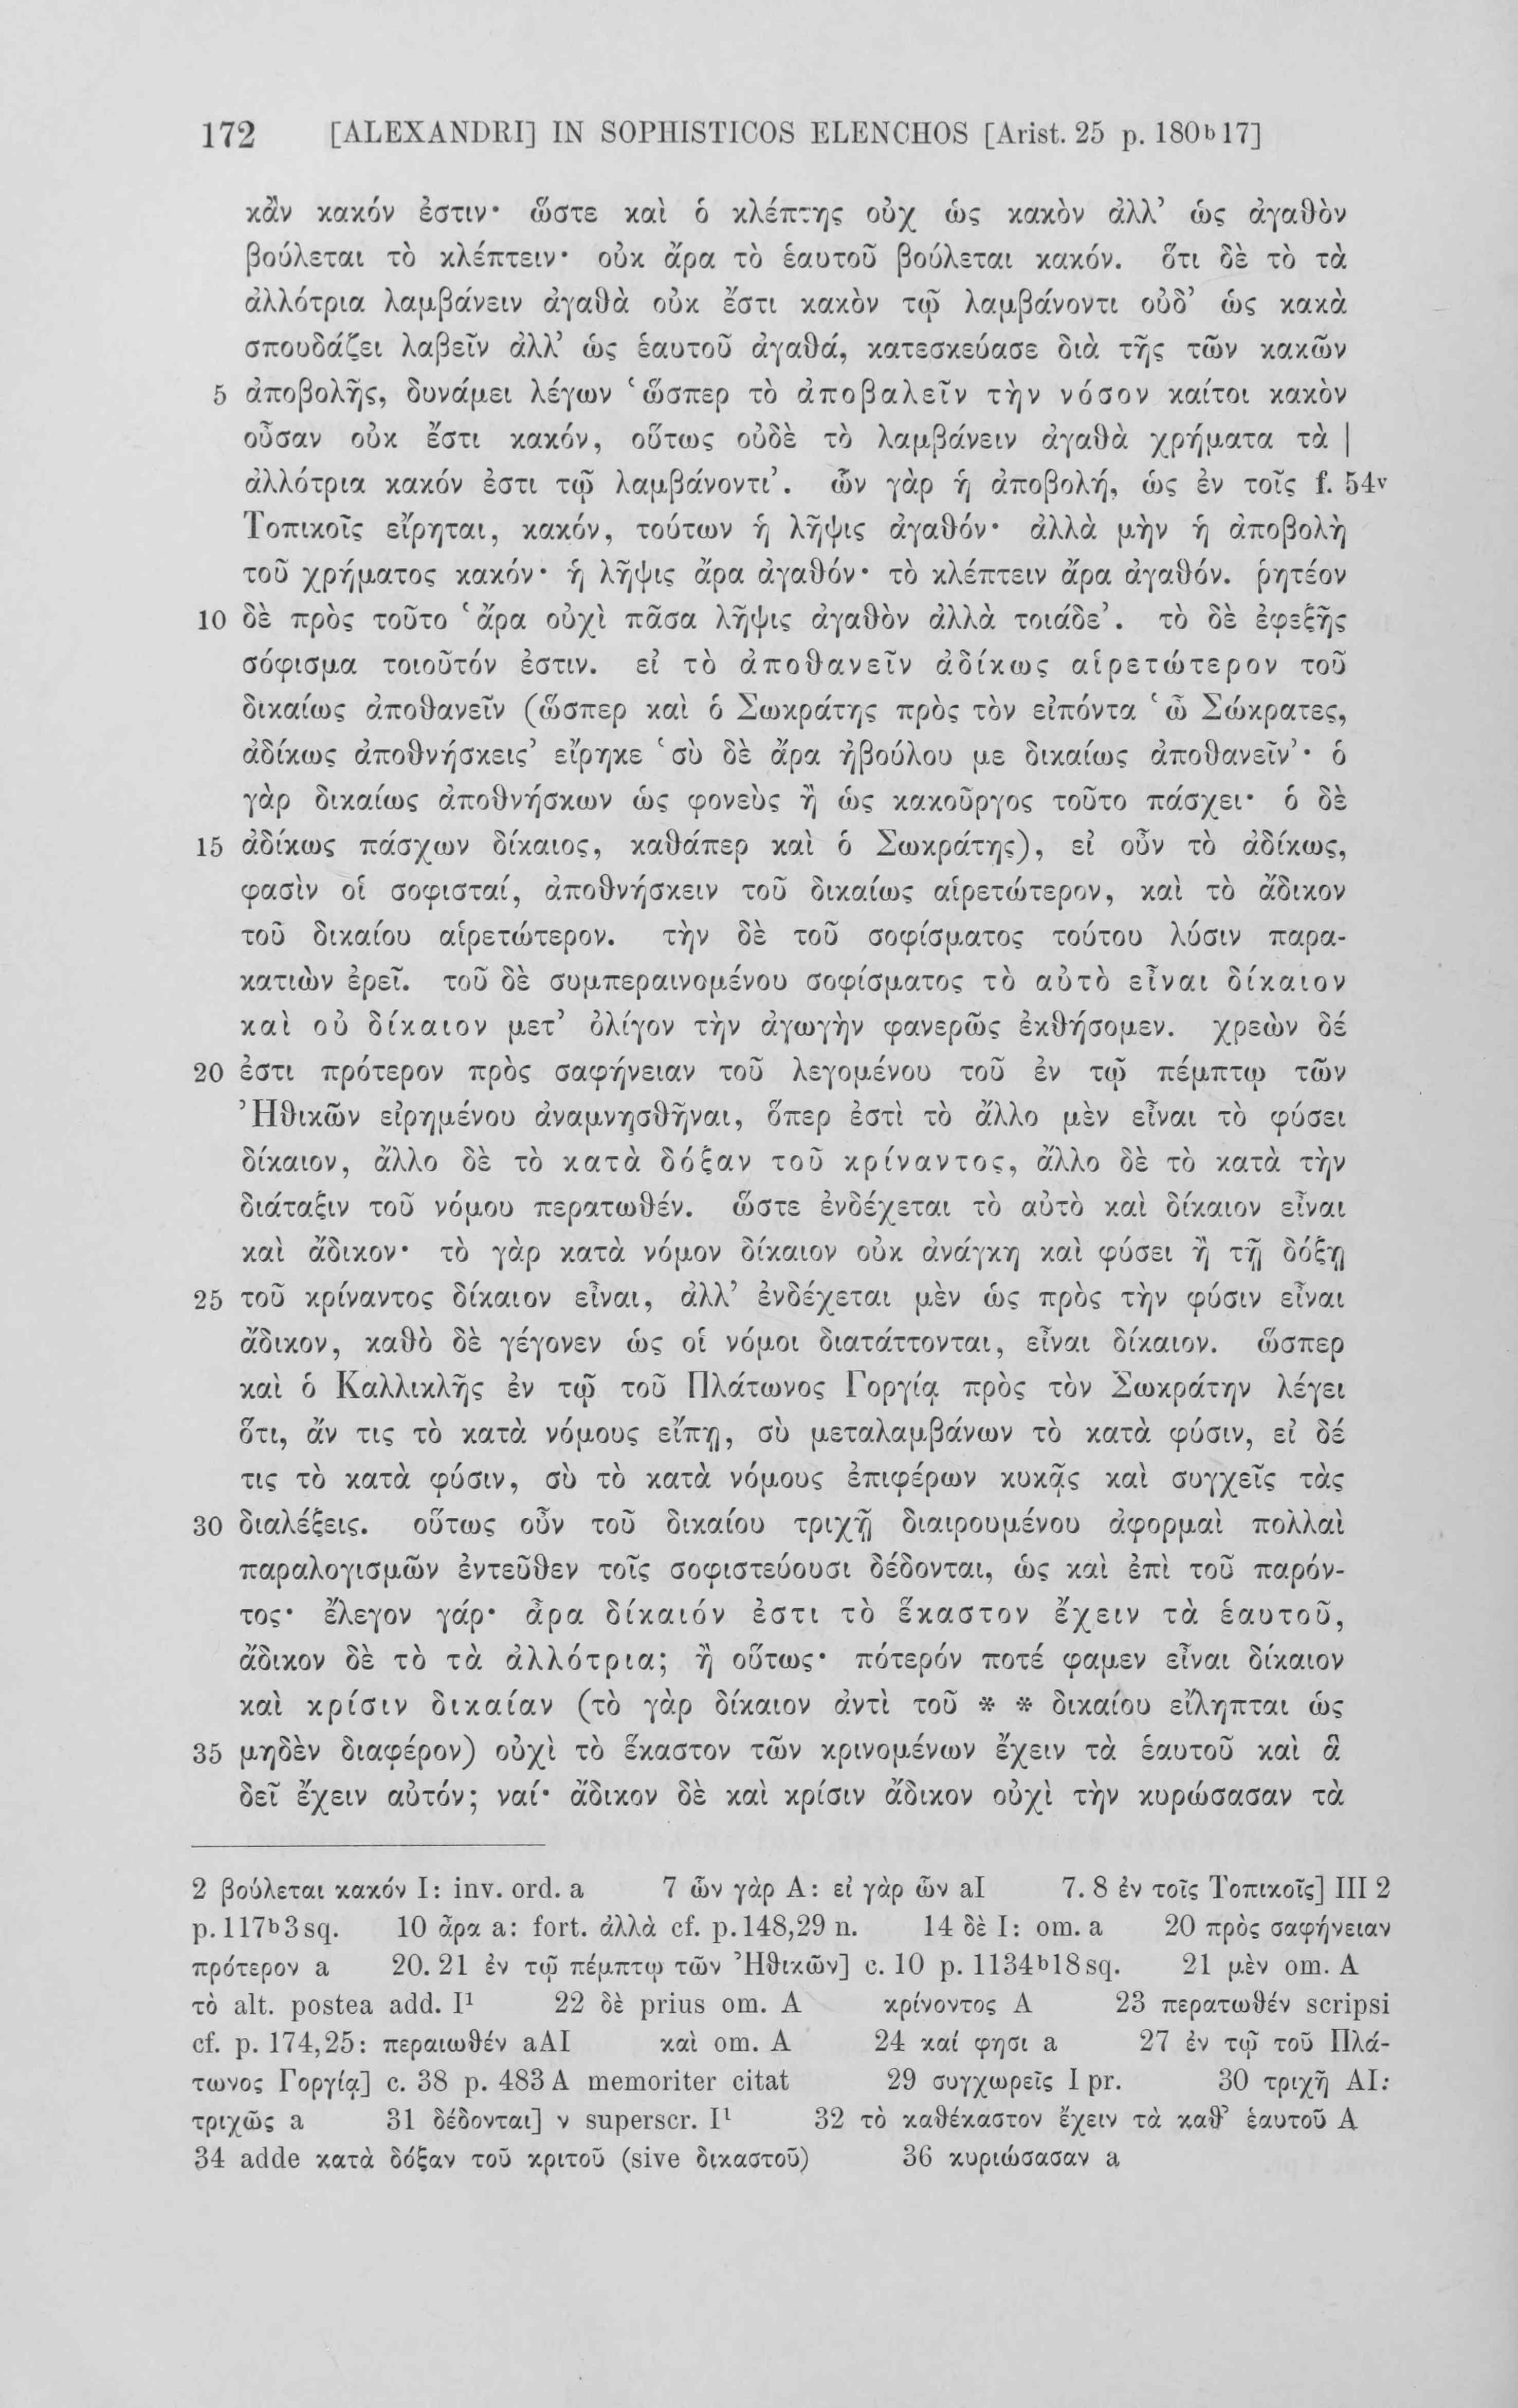 172 [ALEXANDRI] IN SOPHISTICOS ELENCHOS [Arist. 25 p. 180ᵇ17]
κἂν κακόν ἐστιν· ὥστε καὶ ὁ κλέπτης οὐχ ὡς κακὸν ἀλλ’ ὡς ἀγαθὸν
βούλεται τὸ κλέπτειν· οὐκ ἄρα τὸ ἑαυτοῦ βούλεται κακόν. ὅτι δὲ τὸ τὰ
ἀλλότρια λαμβάνειν ἀγαθὰ οὐκ ἔστι κακὸν τῷ λαμβάνοντι οὐδ’ ὡς κακὰ
σπουδάζει λαβεῖν ἀλλ’ ὡς ἑαυτοῦ ἀγαθά, κατεσκεύασε διὰ τῆς τῶν κακῶν
5 ἀποβολῆς, δυνάμει λέγων ‘ὥσπερ τὸ ἀποβαλεῖν τὴν νόσον καίτοι κακὸν
οὖσαν οὐκ ἔστι κακόν, οὕτως οὐδὲ τὸ λαμβάνειν ἀγαθὰ χρήματα τὰ |
ἀλλότρια κακόν ἐστι τῷ λαμβάνοντι’. ὧν γὰρ ἡ ἀποβολή, ὡς ἐν τοῖς f. 54v
Τοπικοῖς εἴρηται, κακόν, τούτων ἡ λῆψις ἀγαθόν· ἀλλὰ μὴν ἡ ἀποβολὴ
τοῦ χρήματος κακόν· ἡ λῆψις ἄρα ἀγαθόν· τὸ κλέπτειν ἄρα ἀγαθόν. ῥητέον
10 δὲ πρὸς τοῦτο ‘ἄρα οὐχὶ πᾶσα λῆψις ἀγαθὸν ἀλλὰ τοιάδε’. τὸ δὲ ἐφεξῆς
σόφισμα τοιοῦτόν ἐστιν. εἰ τὸ ἀποθανεῖν ἀδίκως αἱρετώτερον τοῦ
δικαίως ἀποθανεῖν (ὥσπερ καὶ ὁ Σωκράτης πρὸς τὸν εἰπόντα ‘ὦ Σώκρατες,
ἀδίκως ἀποθνήσκεις’ εἴρηκε ‘σὺ δὲ ἄρα ἠβούλου με δικαίως ἀποθανεῖν’· ὁ
γὰρ δικαίως ἀποθνήσκων ὡς φονεὺς ἢ ὡς κακοῦργος τοῦτο πάσχει· ὁ δὲ
15 ἀδίκως πάσχων δίκαιος, καθάπερ καὶ ὁ Σωκράτης), εἰ οὖν τὸ ἀδίκως,
φασὶν οἱ σοφισταί, ἀποθνήσκειν τοῦ δικαίως αἱρετώτερον, καὶ τὸ ἄδικον
τοῦ δικαίου αἱρετώτερον. τὴν δὲ τοῦ σοφίσματος τούτου λύσιν παρα-
κατιὼν ἐρεῖ. τοῦ δὲ συμπεραινομένου σοφίσματος τὸ αὐτὸ εἶναι δίκαιον
καὶ οὐ δίκαιον μετ’ ὀλίγον τὴν ἀγωγὴν φανερῶς ἐκθήσομεν. χρεὼν δέ
20 ἐστι πρότερον πρὸς σαφήνειαν τοῦ λεγομένου τοῦ ἐν τῷ πέμπτῳ τῶν
Ἠθικῶν εἰρημένου ἀναμνησθῆναι, ὅπερ ἐστὶ τὸ ἄλλο μὲν εἶναι τὸ φύσει
δίκαιον, ἄλλο δὲ τὸ κατὰ δόξαν τοῦ κρίναντος, ἄλλο δὲ τὸ κατὰ τὴν
διάταξιν τοῦ νόμου περατωθέν. ὥστε ἐνδέχεται τὸ αὐτὸ καὶ δίκαιον εἶναι
καὶ ἄδικον· τὸ γὰρ κατὰ νόμον δίκαιον οὐκ ἀνάγκη καὶ φύσει ἢ τῇ δόξῃ
25 τοῦ κρίναντος δίκαιον εἶναι, ἀλλ’ ἐνδέχεται μὲν ὡς πρὸς τὴν φύσιν εἶναι
ἄδικον, καθὸ δὲ γέγονεν ὡς οἱ νόμοι διατάττονται, εἶναι δίκαιον. ὥσπερ
καὶ ὁ Καλλικλῆς ἐν τῷ τοῦ Πλάτωνος Γοργίᾳ πρὸς τὸν Σωκράτην λέγει
ὅτι, ἄν τις τὸ κατὰ νόμους εἴπῃ, σὺ μεταλαμβάνων τὸ κατὰ φύσιν, εἰ δέ
τις τὸ κατὰ φύσιν, σὺ τὸ κατὰ νόμους ἐπιφέρων κυκᾷς καὶ συγχεῖς τὰς
30 διαλέξεις. οὕτως οὖν τοῦ δικαίου τριχῇ διαιρουμένου ἀφορμαὶ πολλαὶ
παραλογισμῶν ἐντεῦθεν τοῖς σοφιστεύουσι δέδονται, ὡς καὶ ἐπὶ τοῦ παρόν-
τος· ἔλεγον γάρ· ἆρα δίκαιόν ἐστι τὸ ἕκαστον ἔχειν τὰ ἑαυτοῦ,
ἄδικον δὲ τὸ τὰ ἀλλότρια; ἢ οὕτως· πότερόν ποτέ φαμεν εἶναι δίκαιον
καὶ κρίσιν δικαίαν (τὸ γὰρ δίκαιον ἀντὶ τοῦ * * δικαίου εἴληπται ὡς
35 μηδὲν διαφέρον) οὐχὶ τὸ ἕκαστον τῶν κρινομένων ἔχειν τὰ ἑαυτοῦ καὶ ἃ
δεῖ ἔχειν αὐτόν; ναί· ἄδικον δὲ καὶ κρίσιν ἄδικον οὐχὶ τὴν κυρώσασαν τὰ
2 βούλεται κακόν I: inv. ord. a 7 ὧν γὰρ A: εἰ γὰρ ὧν aI 7. 8 ἐν τοῖς Τοπικοῖς] III 2
p. 117ᵇ3 sq. 10 ἆρα a: fort. ἀλλὰ cf. p. 148,29 n. 14 δὲ I: om. a 20 πρὸς σαφήνειαν
πρότερον a 20. 21 ἐν τῷ πέμπτῳ τῶν Ἠθικῶν] c. 10 p. 1134ᵇ18 sq. 21 μὲν om. A
τὸ alt. postea add. I¹ 22 δὲ prius om. A κρίνοντος A 23 περατωθέν scripsi
cf. p. 174,25: περαιωθέν aAI καὶ om. A 24 καί φησι a 27 ἐν τῷ τοῦ Πλά-
τωνος Γοργίᾳ] c. 38 p. 483 A memoriter citat 29 συγχωρεῖς I pr. 30 τριχῇ AI:
τριχῶς a 31 δέδονται] ν superscr. I¹ 32 τὸ καθέκαστον ἔχειν τὰ καθ’ ἑαυτοῦ A
34 adde κατὰ δόξαν τοῦ κριτοῦ (sive δικαστοῦ) 36 κυριώσασαν a